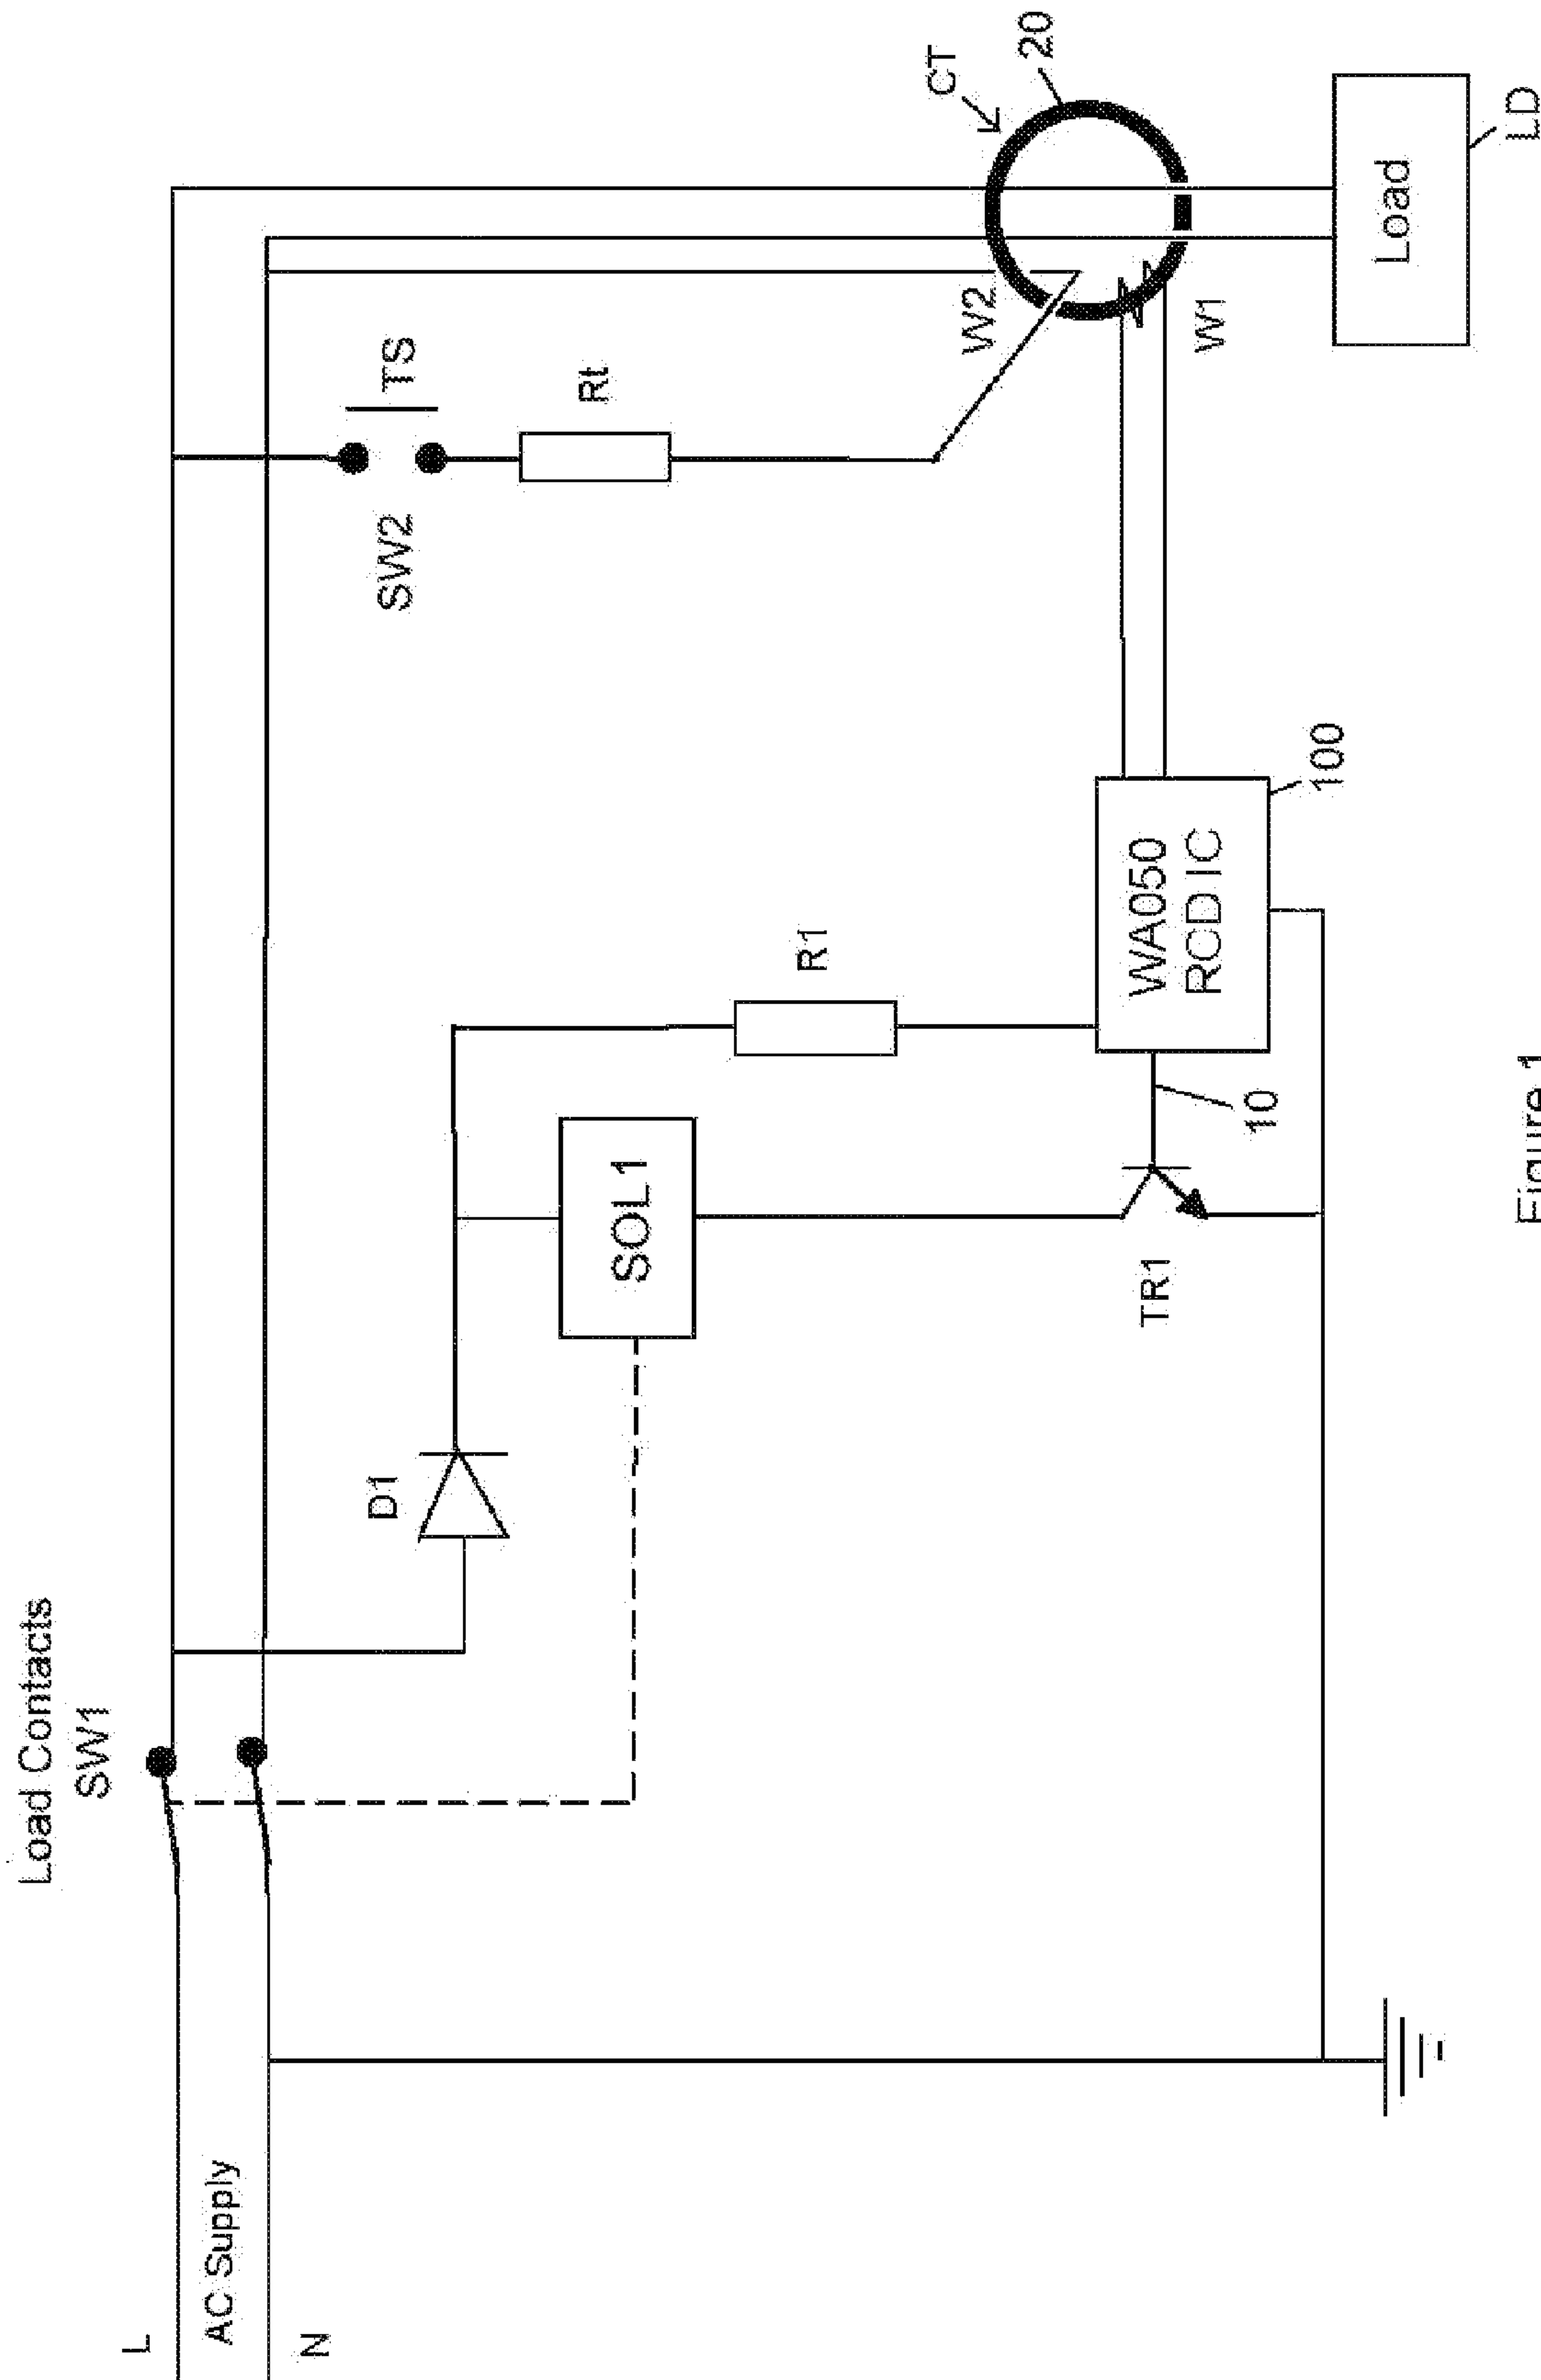 Load Contacts
SW1
L
AC Supply
N
D1
SOL1
R1
TR1
10
WA050
RCD IC
100
SW2
TS
Rt
W2
W1
CT
20
Load
LD
Figure 1